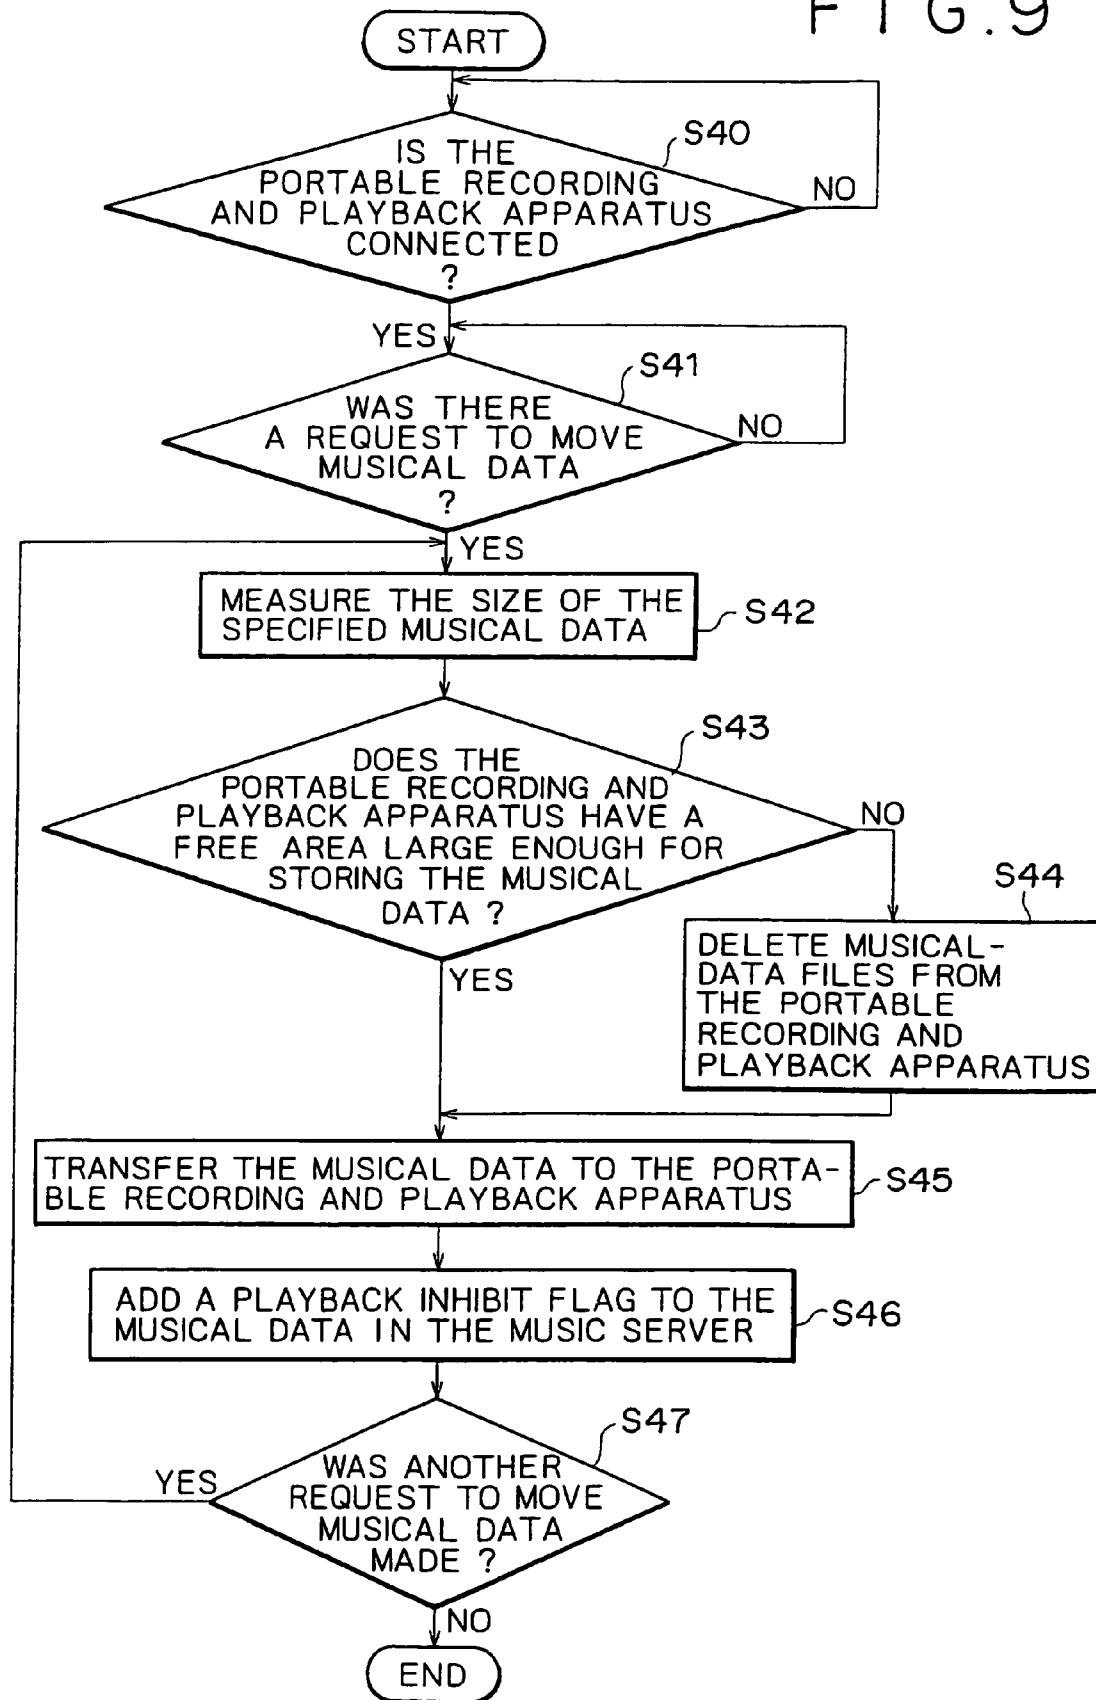 FIG.9
START
S40
IS THE
PORTABLE RECORDING
AND PLAYBACK APPARATUS
CONNECTED
?
NO
YES
S41
WAS THERE
A REQUEST TO MOVE
MUSICAL DATA
?
NO
YES
MEASURE THE SIZE OF THE
SPECIFIED MUSICAL DATA
S42
S43
DOES THE
PORTABLE RECORDING AND
PLAYBACK APPARATUS HAVE A
FREE AREA LARGE ENOUGH FOR
STORING THE MUSICAL
DATA ?
NO
YES
S44
DELETE MUSICAL-
DATA FILES FROM
THE PORTABLE
RECORDING AND
PLAYBACK APPARATUS
TRANSFER THE MUSICAL DATA TO THE PORTA-
BLE RECORDING AND PLAYBACK APPARATUS
S45
ADD A PLAYBACK INHIBIT FLAG TO THE
MUSICAL DATA IN THE MUSIC SERVER
S46
S47
WAS ANOTHER
REQUEST TO MOVE
MUSICAL DATA
MADE ?
YES
NO
END